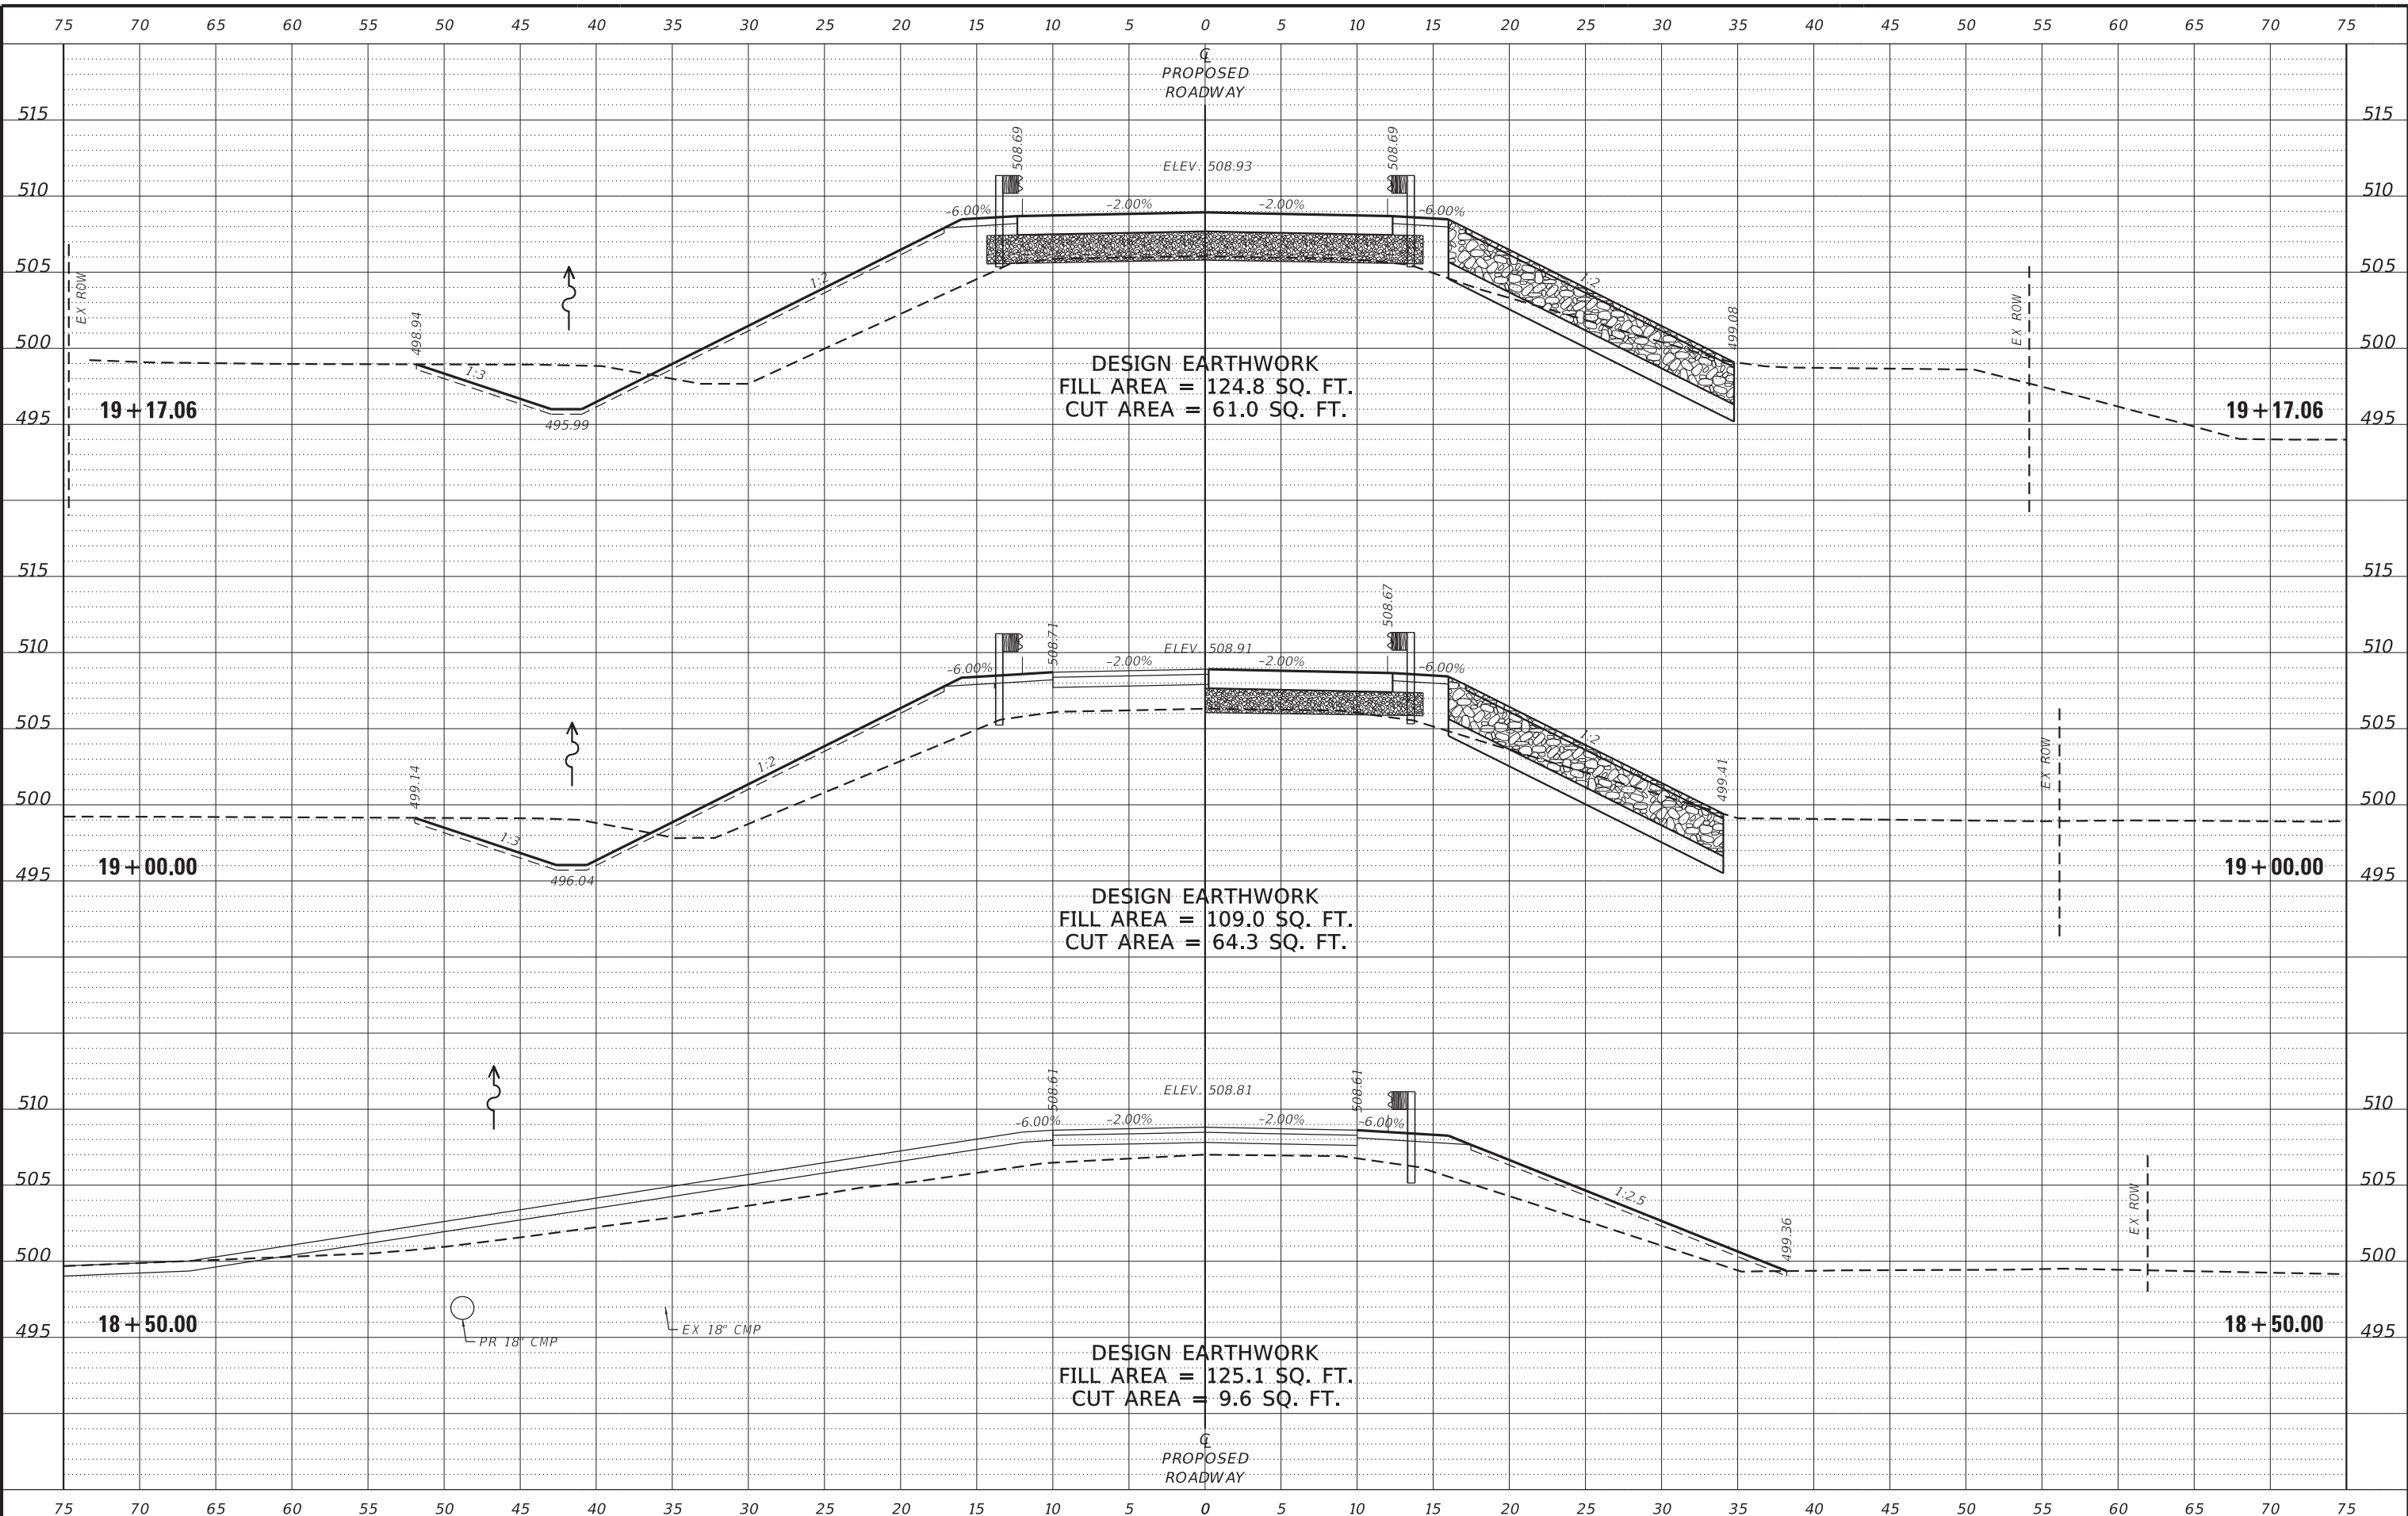 75 70 65 60 55 50 45 40 35 30 25 20 15 10 5 0 5 10 15 20 25 30 35 40 45 50 55 60 65 70 75
℄
PROPOSED
ROADWAY
515 515
508.69 508.69
ELEV. 508.93
510 510
-6.00% -2.00% -2.00% -6.00%
505 505
EX ROW 1:2 1:2 EX ROW
498.94 499.08
500 500
1:3
DESIGN EARTHWORK
FILL AREA = 124.8 SQ. FT.
CUT AREA = 61.0 SQ. FT.
19+17.06 19+17.06
495 495
495.99
515 515
508.71 508.67
510 510
ELEV. 508.91
-6.00% -2.00% -2.00% -6.00%
505 505
1:2 1:2 EX ROW
499.14 499.41
500 500
1:3
19+00.00 19+00.00
495 495
496.04
DESIGN EARTHWORK
FILL AREA = 109.0 SQ. FT.
CUT AREA = 64.3 SQ. FT.
508.61 508.61
ELEV. 508.81
510 510
-6.00% -2.00% -2.00% -6.00%
505 505
1:2.5 EX ROW
499.36
500 500
18+50.00 18+50.00
495 495
PR 18" CMP EX 18" CMP
DESIGN EARTHWORK
FILL AREA = 125.1 SQ. FT.
CUT AREA = 9.6 SQ. FT.
℄
PROPOSED
ROADWAY
75 70 65 60 55 50 45 40 35 30 25 20 15 10 5 0 5 10 15 20 25 30 35 40 45 50 55 60 65 70 75